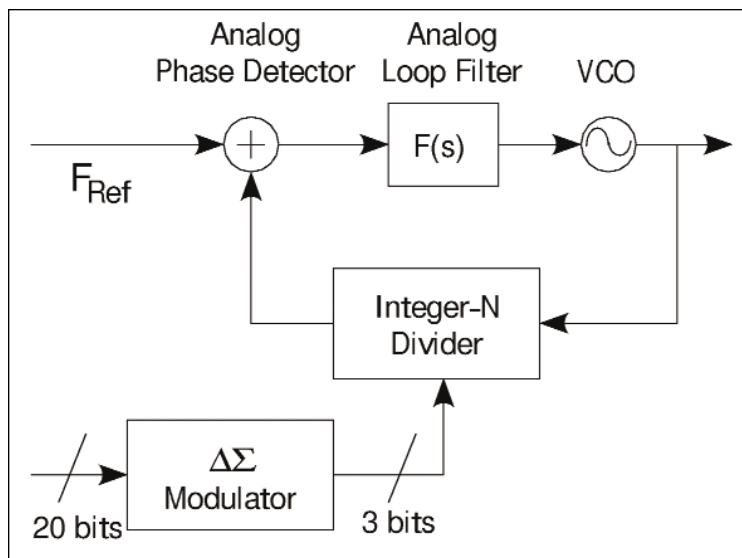 Analog
Phase Detector
Analog
Loop Filter
VCO
+
F(s)
FRef
Integer-N
Divider
ΔΣ
Modulator
20 bits
3 bits